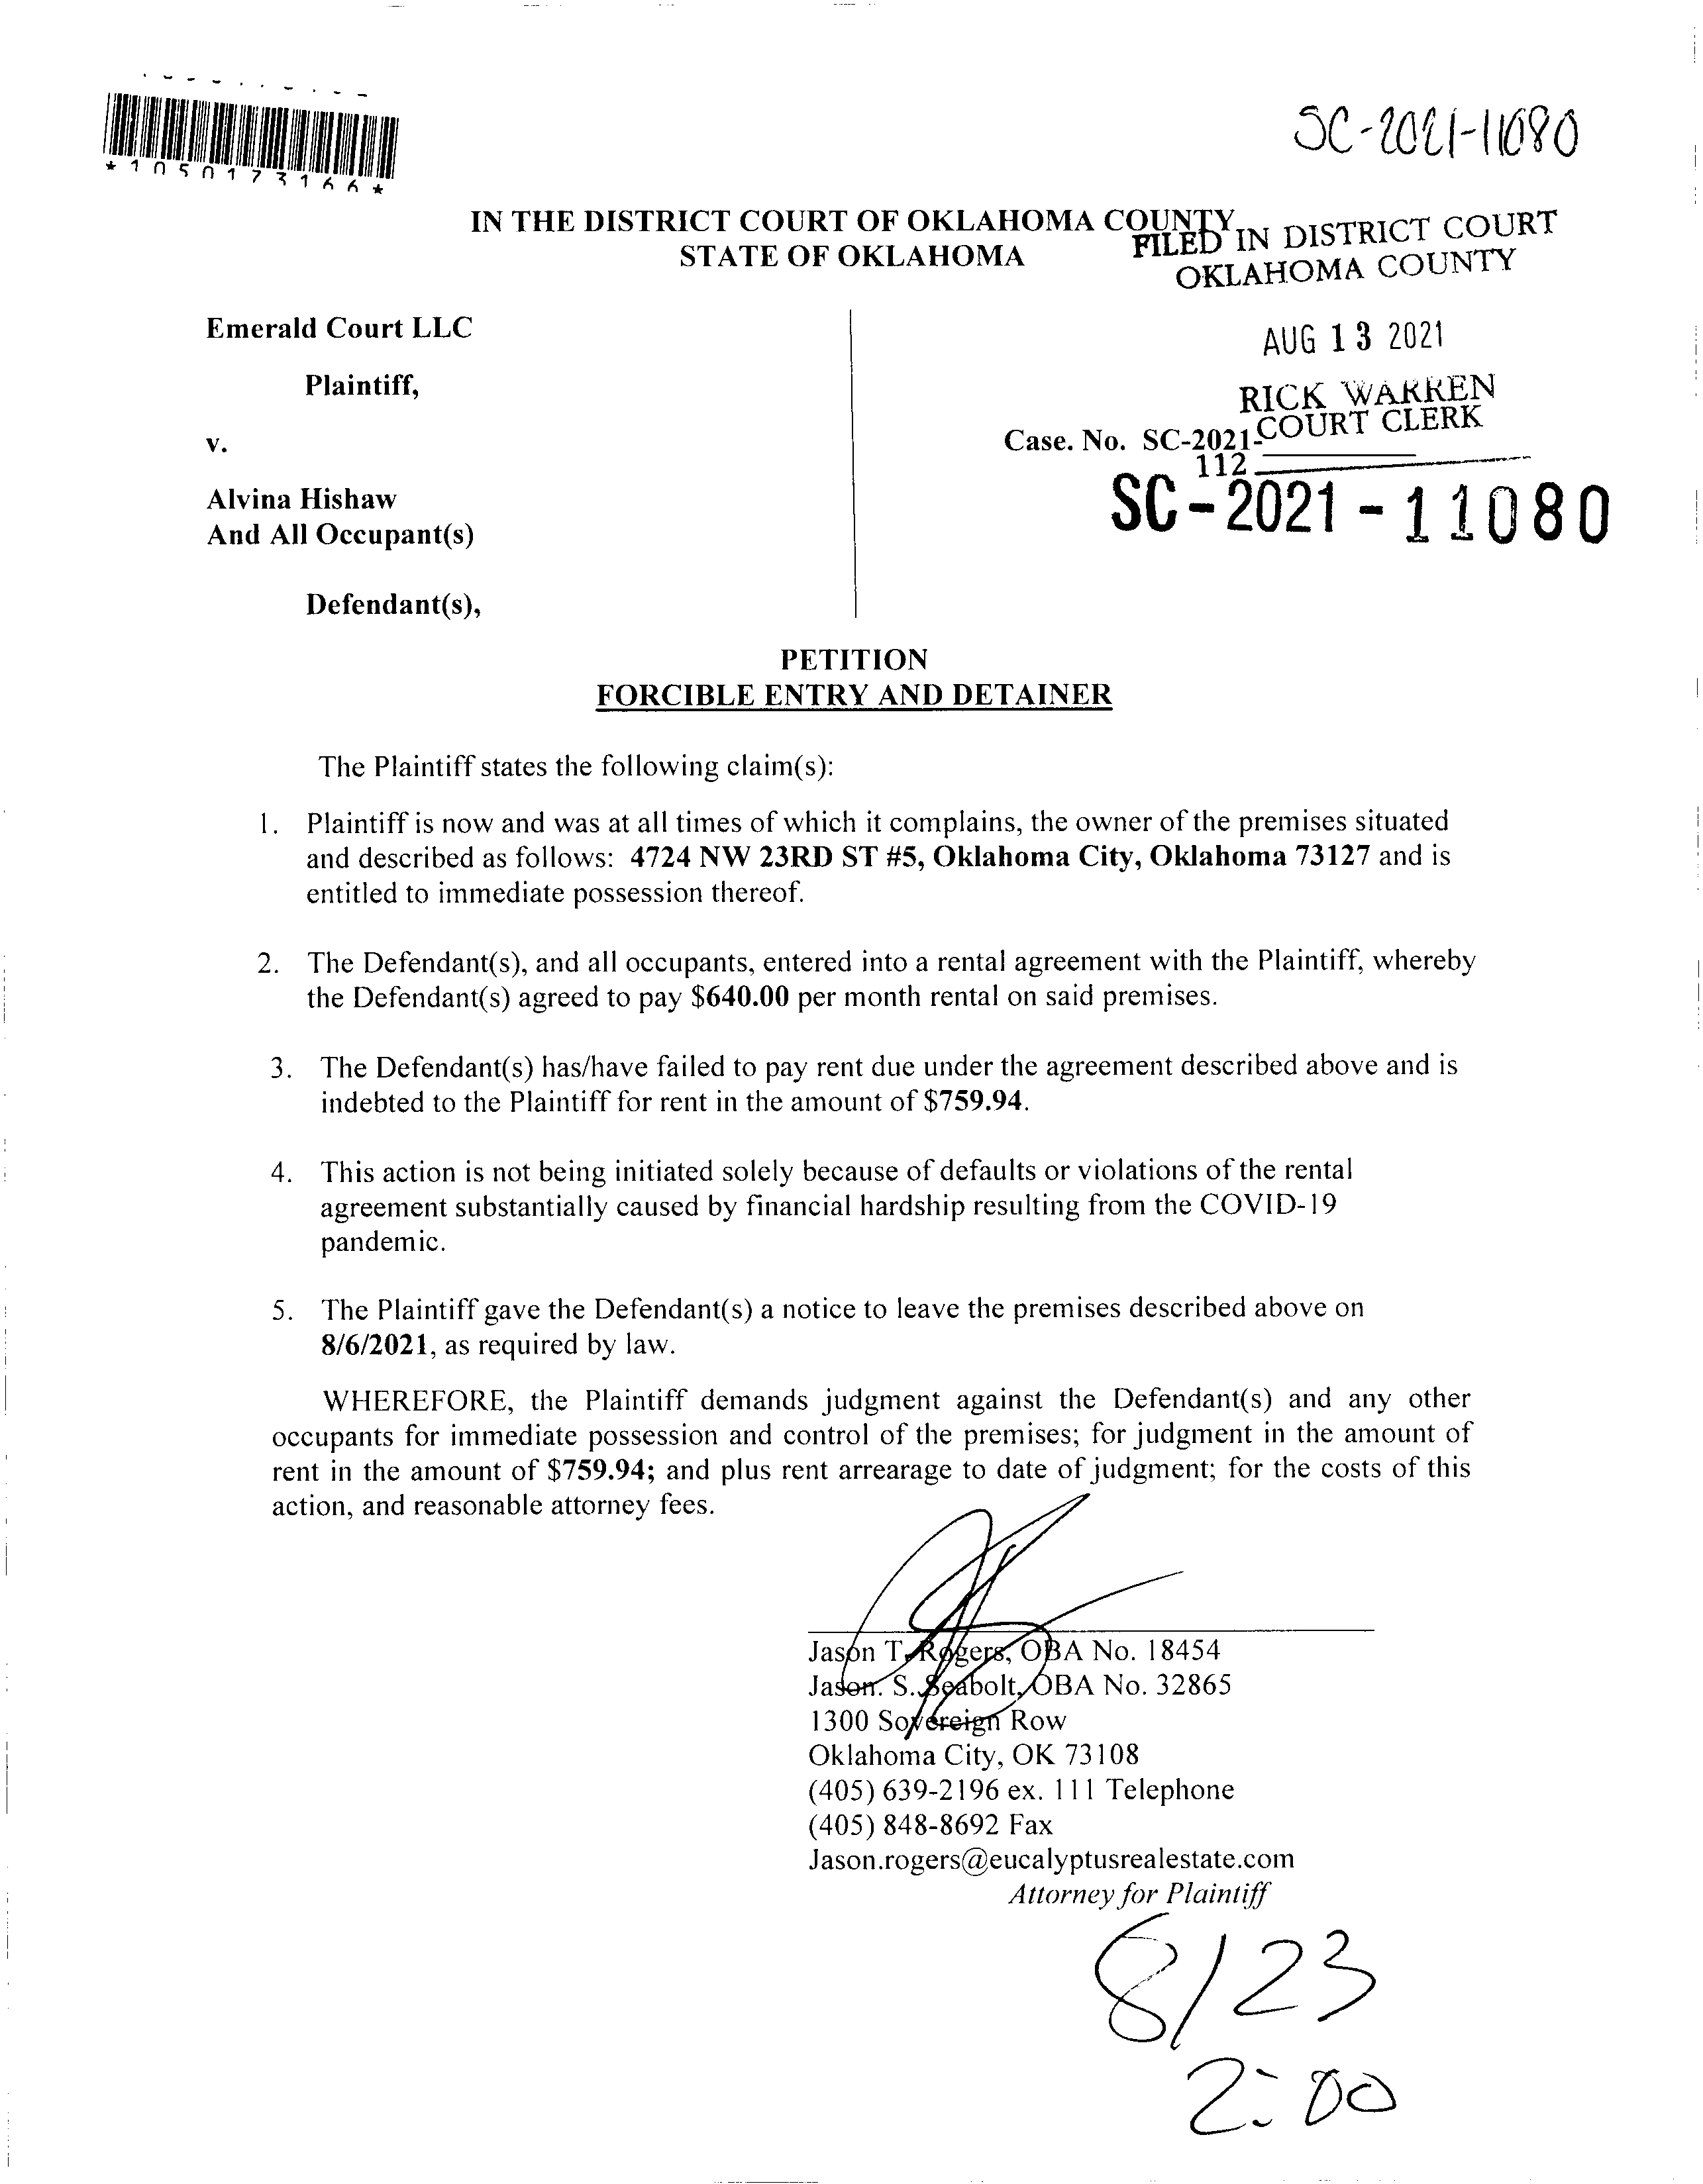 SC-2021-11080
*1050173166*
IN THE DISTRICT COURT OF OKLAHOMA COUNTY
STATE OF OKLAHOMA
FILED IN DISTRICT COURT
OKLAHOMA COUNTY
AUG 13 2021
RICK WARREN
COURT CLERK
112
Emerald Court LLC
Plaintiff,
v.
Case. No. SC-2021-
SC-2021-11080
Alvina Hishaw
And All Occupant(s)
Defendant(s),
PETITION
FORCIBLE ENTRY AND DETAINER
The Plaintiff states the following claim(s):
1. Plaintiff is now and was at all times of which it complains, the owner of the premises situated
and described as follows: 4724 NW 23RD ST #5, Oklahoma City, Oklahoma 73127 and is
entitled to immediate possession thereof.
2. The Defendant(s), and all occupants, entered into a rental agreement with the Plaintiff, whereby
the Defendant(s) agreed to pay $640.00 per month rental on said premises.
3. The Defendant(s) has/have failed to pay rent due under the agreement described above and is
indebted to the Plaintiff for rent in the amount of $759.94.
4. This action is not being initiated solely because of defaults or violations of the rental
agreement substantially caused by financial hardship resulting from the COVID-19
pandemic.
5. The Plaintiff gave the Defendant(s) a notice to leave the premises described above on
8/6/2021, as required by law.
WHEREFORE, the Plaintiff demands judgment against the Defendant(s) and any other
occupants for immediate possession and control of the premises; for judgment in the amount of
rent in the amount of $759.94; and plus rent arrearage to date of judgment; for the costs of this
action, and reasonable attorney fees.
Jason T. Rogers, OBA No. 18454
Jason. S. Seabolt, OBA No. 32865
1300 Sovereign Row
Oklahoma City, OK 73108
(405) 639-2196 ex. 111 Telephone
(405) 848-8692 Fax
Jason.rogers@eucalyptusrealestate.com
Attorney for Plaintiff
8/23
2:00